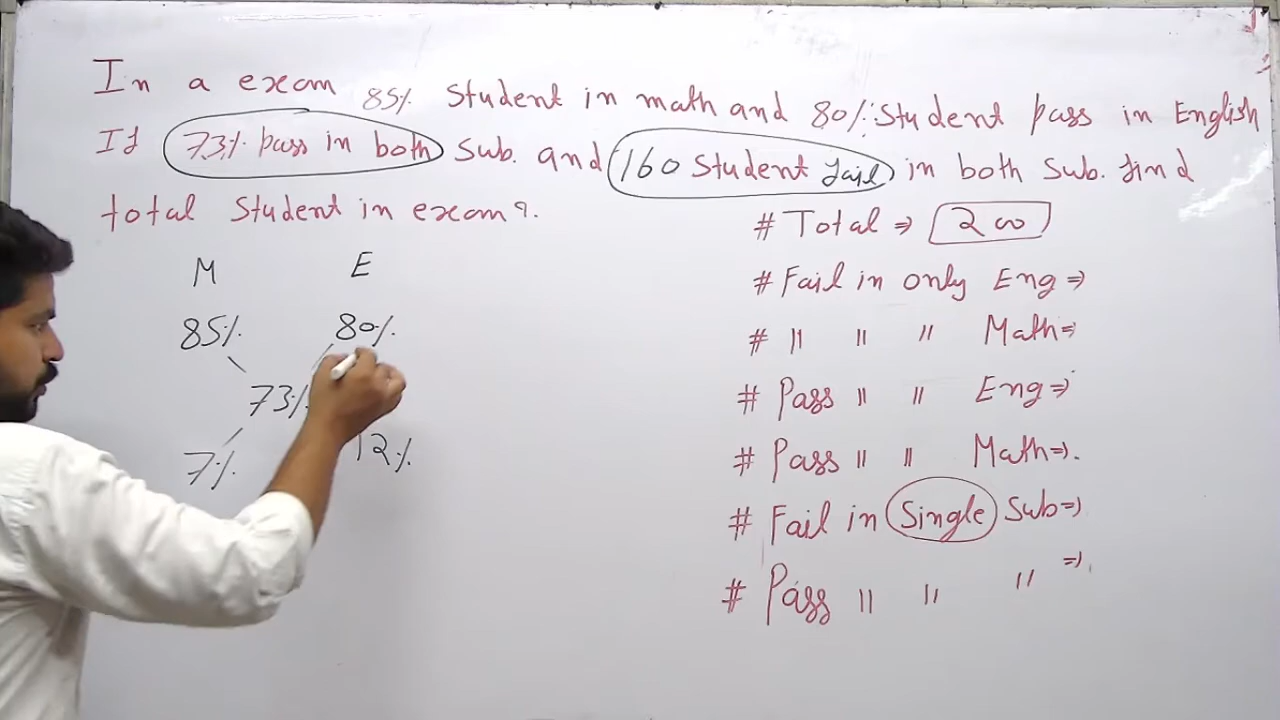 In a exam 85% Student in math and 80% Student pass in English
If 73% pass in both sub. and 160 Student fail in both sub. find
total Student in exam ?.
M E
85% 80%
73%
7% 12%
# Total ⇒ 200
# Fail in only Eng ⇒
# " " " Math ⇒
# Pass " " Eng ⇒
# Pass " " Math ⇒.
# Fail in Single Sub ⇒
# Pass " " " ⇒